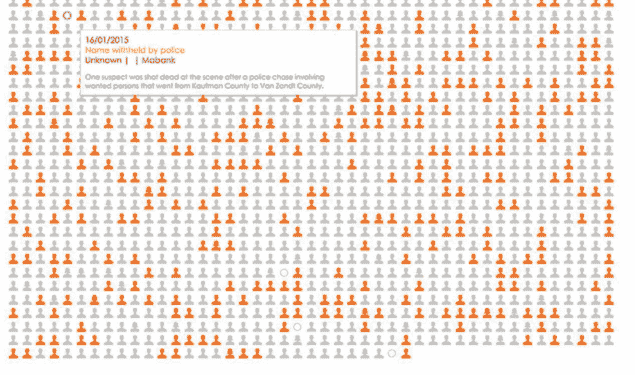 16/01/2015
Name withheld by police
Unknown | | Mabank
One suspect was shot dead at the scene after a police chase involving
wanted persons that went from Kaufman County to Van Zandt County.